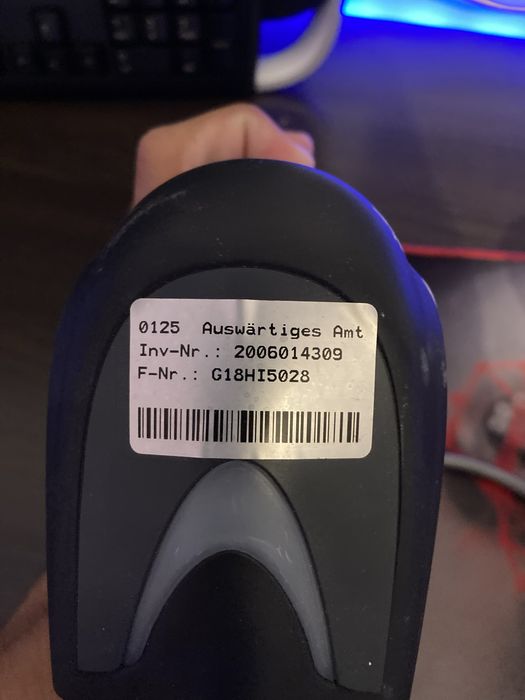 0125 Auswärtiges Amt
Inv-Nr.: 2006014309
F-Nr.: G18HI5028